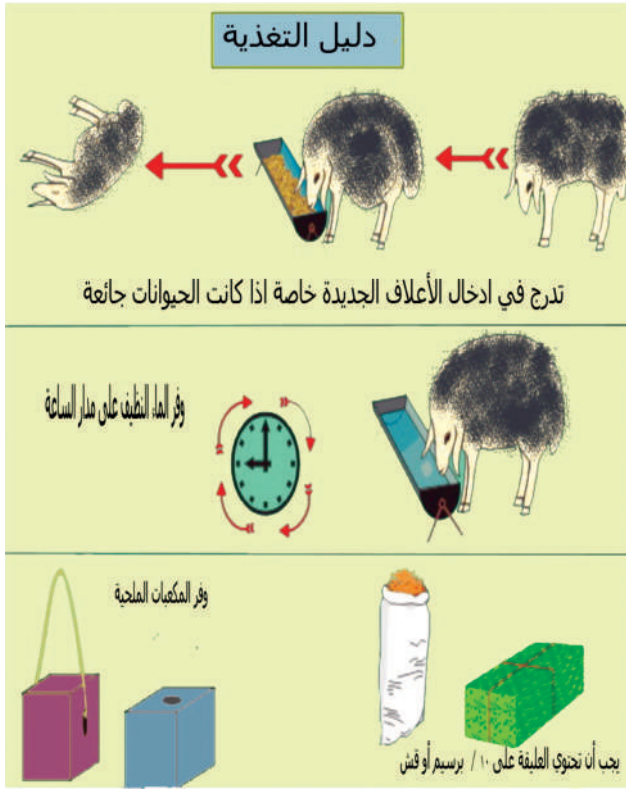 دليل التغذية
تدرج في ادخال الأعلاف الجديدة خاصة اذا كانت الحيوانات جائعة
وفر الماء النظيف على مدار الساعة
وفر المكعبات الملحية
يجب أن تحتوي العليقة على ١٠ / برسيم أو قش